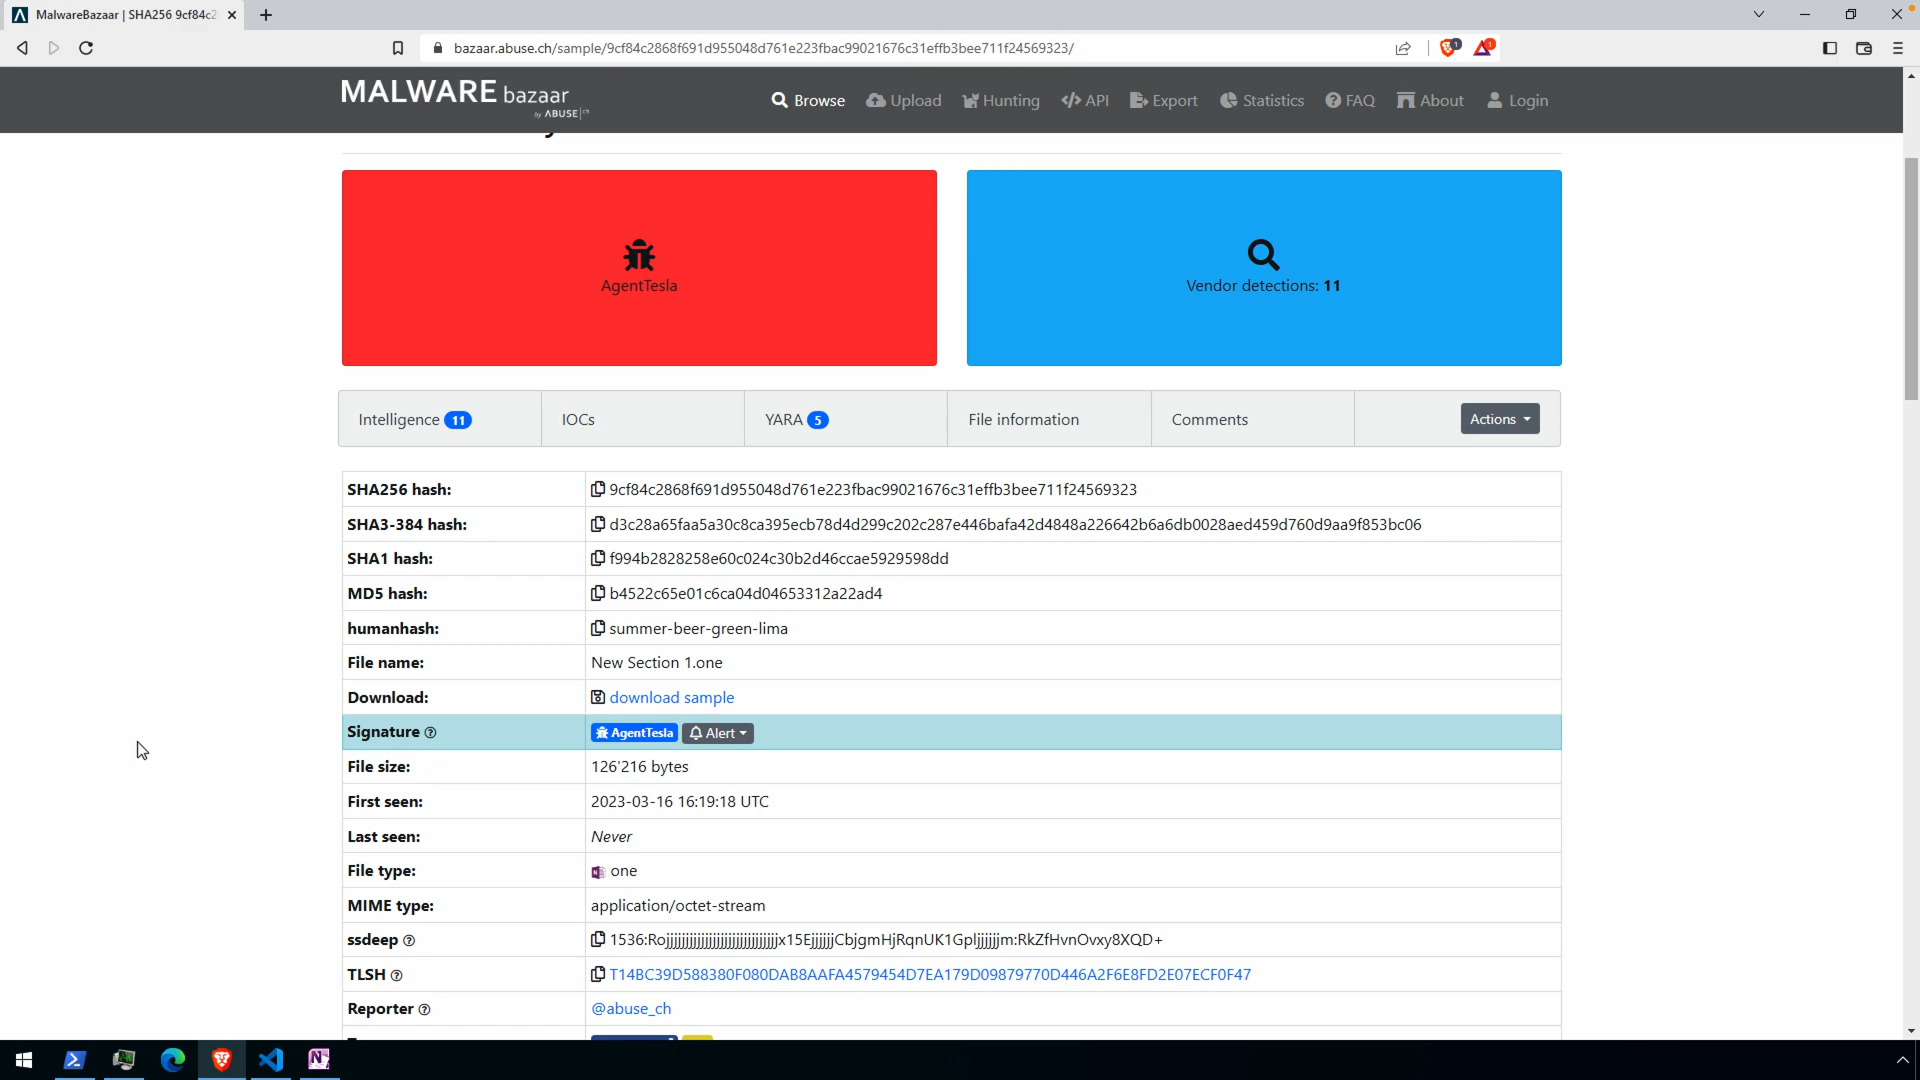 MalwareBazaar | SHA256 9cf84c2
bazaar.abuse.ch/sample/9cf84c2868f691d955048d761e223fbac99021676c31effb3bee711f24569323/
1
1
MALWARE bazaar
by ABUSE|ch
Browse
Upload
Hunting
API
Export
Statistics
FAQ
About
Login
AgentTesla
Vendor detections: 11
Intelligence 11
IOCs
YARA 5
File information
Comments
Actions
SHA256 hash: 9cf84c2868f691d955048d761e223fbac99021676c31effb3bee711f24569323
SHA3-384 hash: d3c28a65faa5a30c8ca395ecb78d4d299c202c287e446bafa42d4848a226642b6a6db0028aed459d760d9aa9f853bc06
SHA1 hash: f994b2828258e60c024c30b2d46ccae5929598dd
MD5 hash: b4522c65e01c6ca04d04653312a22ad4
humanhash: summer-beer-green-lima
File name: New Section 1.one
Download: download sample
Signature AgentTesla Alert
File size: 126'216 bytes
First seen: 2023-03-16 16:19:18 UTC
Last seen: Never
File type: one
MIME type: application/octet-stream
ssdeep
TLSH T14BC39D588380F080DAB8AAFA4579454D7EA179D09879770D446A2F6E8FD2E07ECF0F47
Reporter @abuse_ch